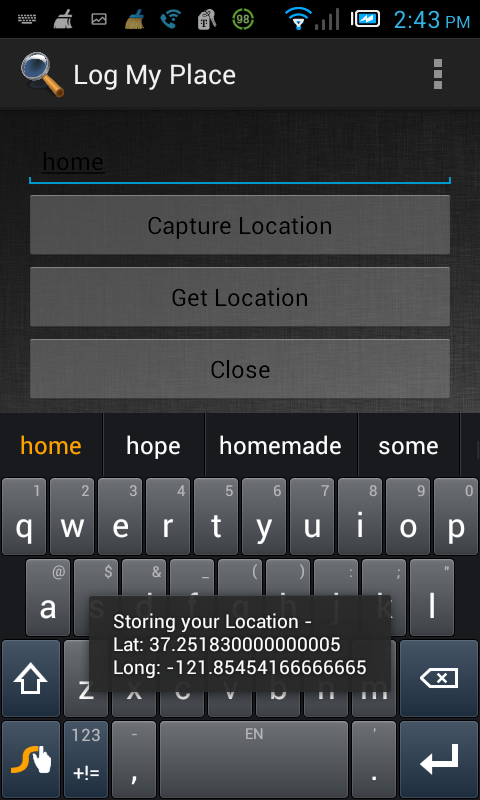 98
2:43 PM
Log My Place
home
Capture Location
Get Location
Close
home hope homemade some
1 2 3 4 5 6 7 8 9 0
q w e r t y u i o p
@ $ & _ ( ) : ; "
a s d f g h j k l
Storing your Location -
Lat: 37.251830000000005
Long: -121.85454166666665
z x c v b n m
123 - EN '
+!= , .